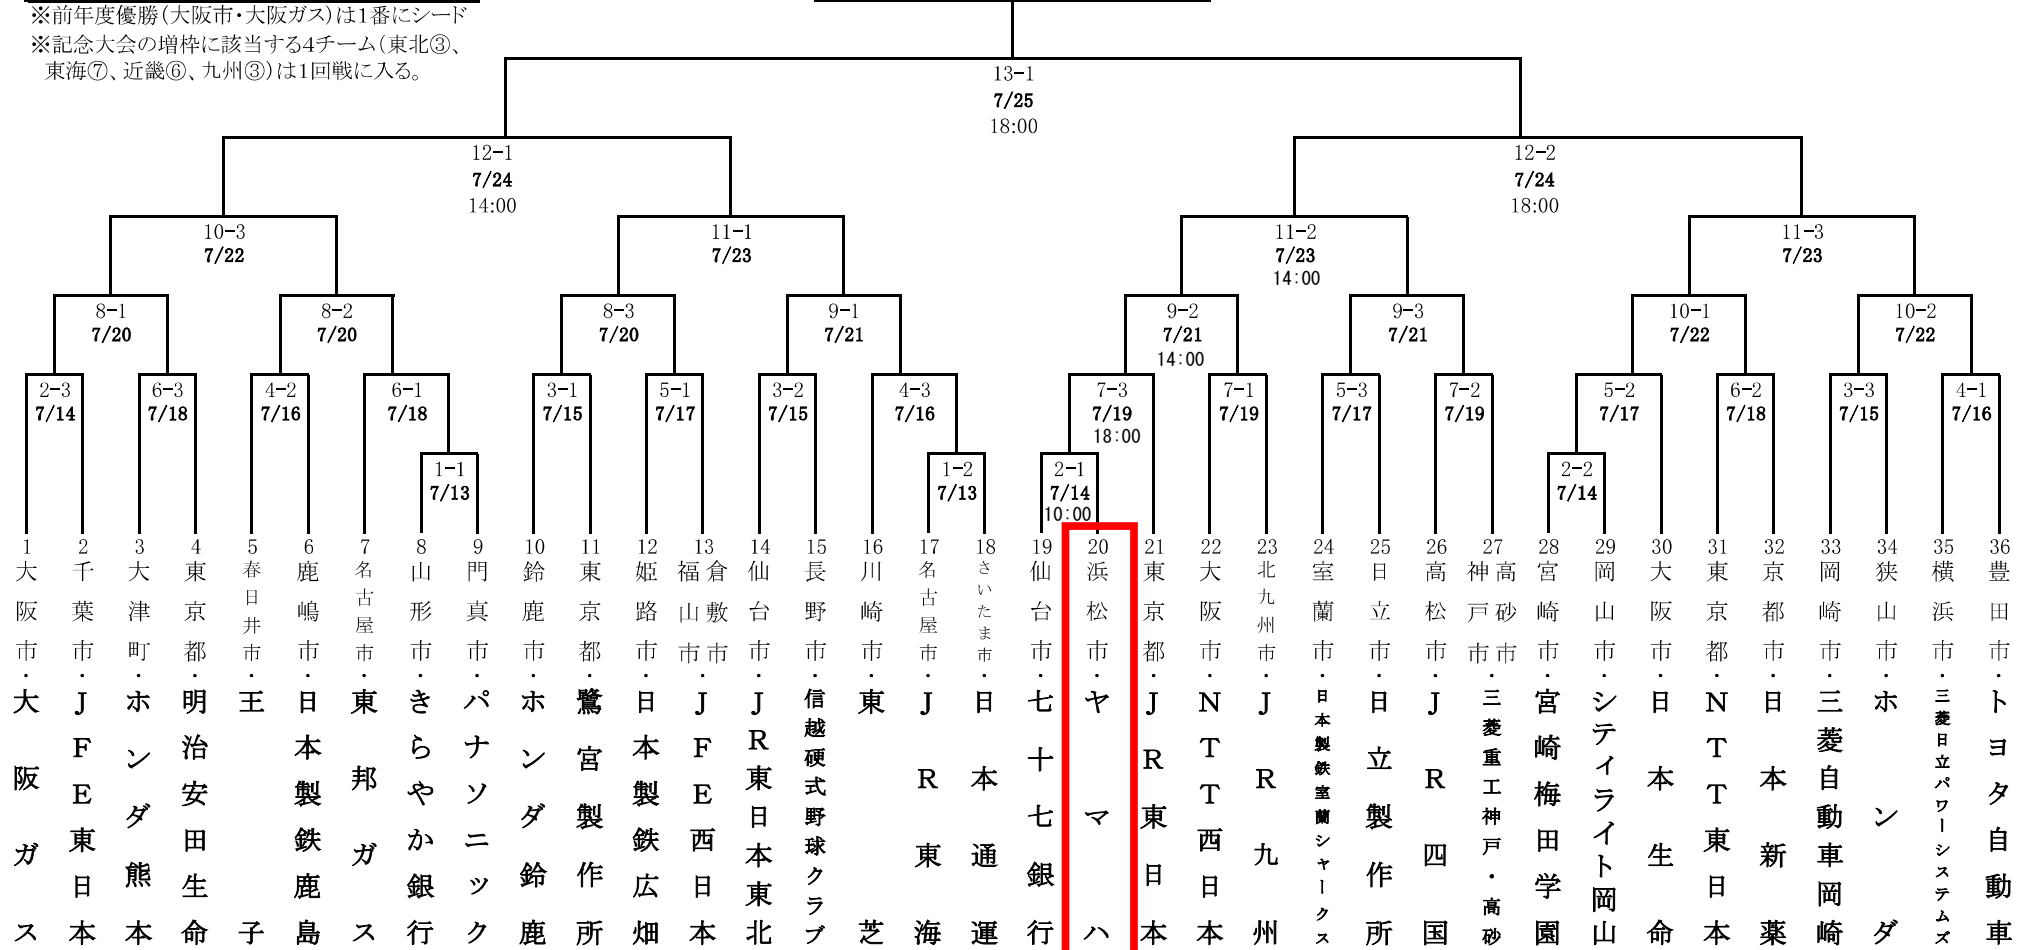 ※前年度優勝(大阪市・大阪ガス)は1番にシード
※記念大会の増枠に該当する4チーム(東北③、
東海⑦、近畿⑥、九州③)は1回戦に入る。
13-1
7/25
18:00
12-1
7/24
14:00
12-2
7/24
18:00
10-3
7/22
11-1
7/23
11-2
7/23
14:00
11-3
7/23
8-1
7/20
8-2
7/20
8-3
7/20
9-1
7/21
9-2
7/21
14:00
9-3
7/21
10-1
7/22
10-2
7/22
2-3
7/14
6-3
7/18
4-2
7/16
6-1
7/18
3-1
7/15
5-1
7/17
3-2
7/15
4-3
7/16
7-3
7/19
18:00
7-1
7/19
5-3
7/17
7-2
7/19
5-2
7/17
6-2
7/18
3-3
7/15
4-1
7/16
1-1
7/13
1-2
7/13
2-1
7/14
10:00
2-2
7/14
1 大阪市・大阪ガス
2 千葉市・JFE東日本
3 大津町・ホンダ熊本
4 東京都・明治安田生命
5 春日井市・王子
6 鹿嶋市・日本製鉄鹿島
7 名古屋市・東邦ガス
8 山形市・きらやか銀行
9 門真市・パナソニック
10 鈴鹿市・ホンダ鈴鹿
11 東京都・鷺宮製作所
12 姫路市・日本製鉄広畑
13 倉敷市 福山市・JFE西日本
14 仙台市・JR東日本東北
15 長野市・信越硬式野球クラブ
16 川崎市・東芝
17 名古屋市・JR東海
18 さいたま市・日本通運
19 仙台市・七十七銀行
20 浜松市・ヤマハ
21 東京都・JR東日本
22 大阪市・NTT西日本
23 北九州市・JR九州
24 室蘭市・日本製鉄室蘭シャークス
25 日立市・日立製作所
26 高松市・JR四国
27 高砂市 神戸市・三菱重工神戸・高砂
28 宮崎市・宮崎梅田学園
29 岡山市・シティライト岡山
30 大阪市・日本生命
31 東京都・NTT東日本
32 京都市・日本新薬
33 岡崎市・三菱自動車岡崎
34 狭山市・ホンダ
35 横浜市・三菱日立パワーシステムズ
36 豊田市・トヨタ自動車